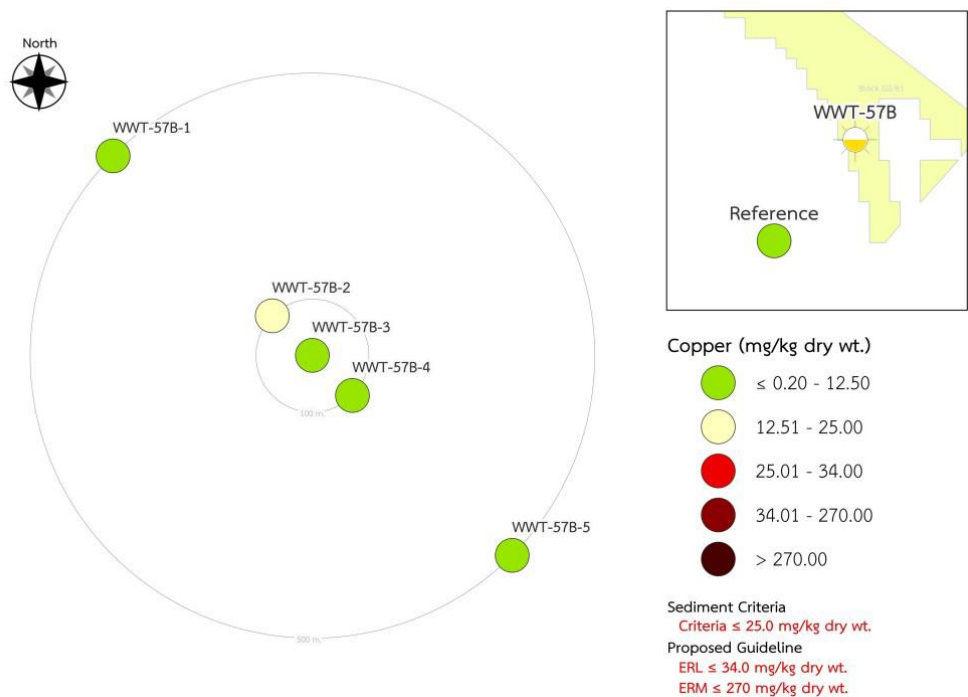 North
WWT-57B-1
WWT-57B-2
WWT-57B-3
WWT-57B-4
100 m.
WWT-57B-5
500 m.
WWT-57B
Reference
Copper (mg/kg dry wt.)
≤ 0.20 - 12.50
12.51 - 25.00
25.01 - 34.00
34.01 - 270.00
> 270.00
Sediment Criteria
Criteria ≤ 25.0 mg/kg dry wt.
Proposed Guideline
ERL ≤ 34.0 mg/kg dry wt.
ERM ≤ 270 mg/kg dry wt.